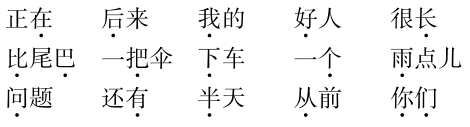 正在 后来 我的 好人 很长
比尾巴 一把伞 下车 一个 雨点儿
问题 还有 半天 从前 你们